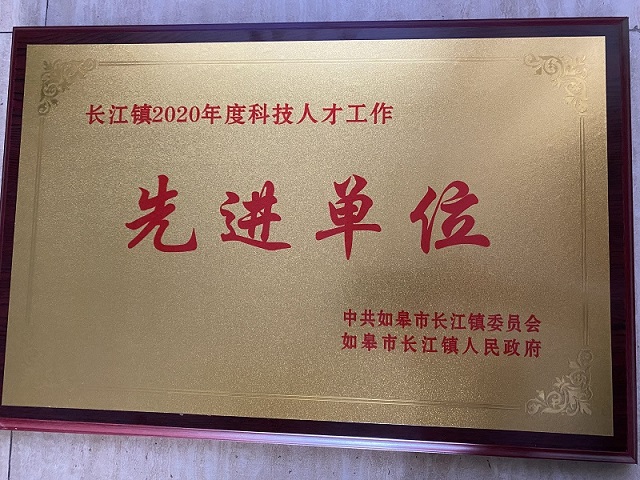 长江镇2020年度科技人才工作
先进单位
中共如皋市长江镇委员会
如皋市长江镇人民政府